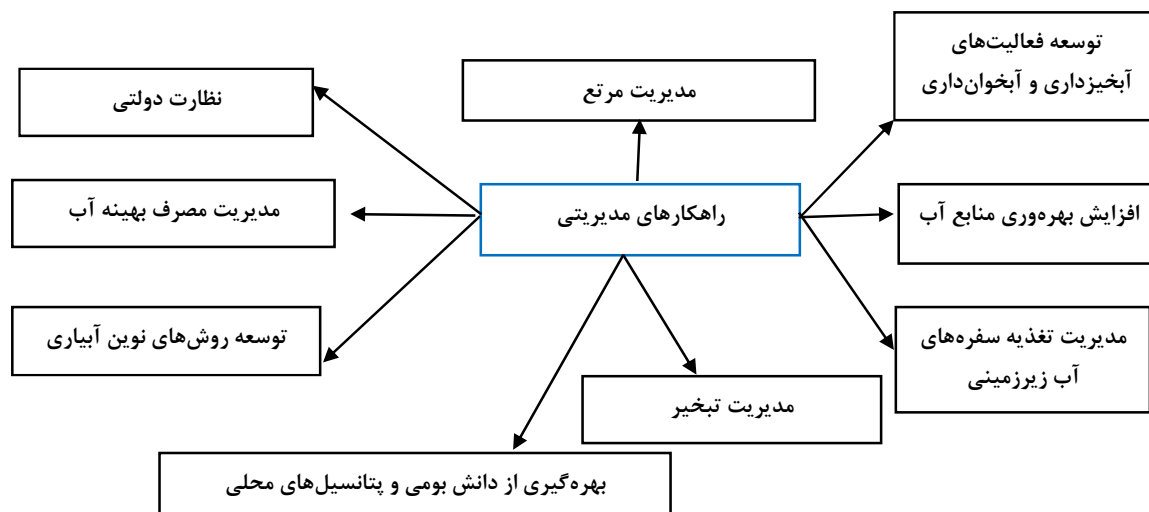 توسعه فعالیت‌های
آبخیزداری و آبخوان‌داری
مدیریت مرتع
نظارت دولتی
افزایش بهره‌وری منابع آب
راهکارهای مدیریتی
مدیریت مصرف بهینه آب
مدیریت تغذیه سفره‌های
آب زیرزمینی
توسعه روش‌های نوین آبیاری
مدیریت تبخیر
بهره‌گیری از دانش بومی و پتانسیل‌های محلی